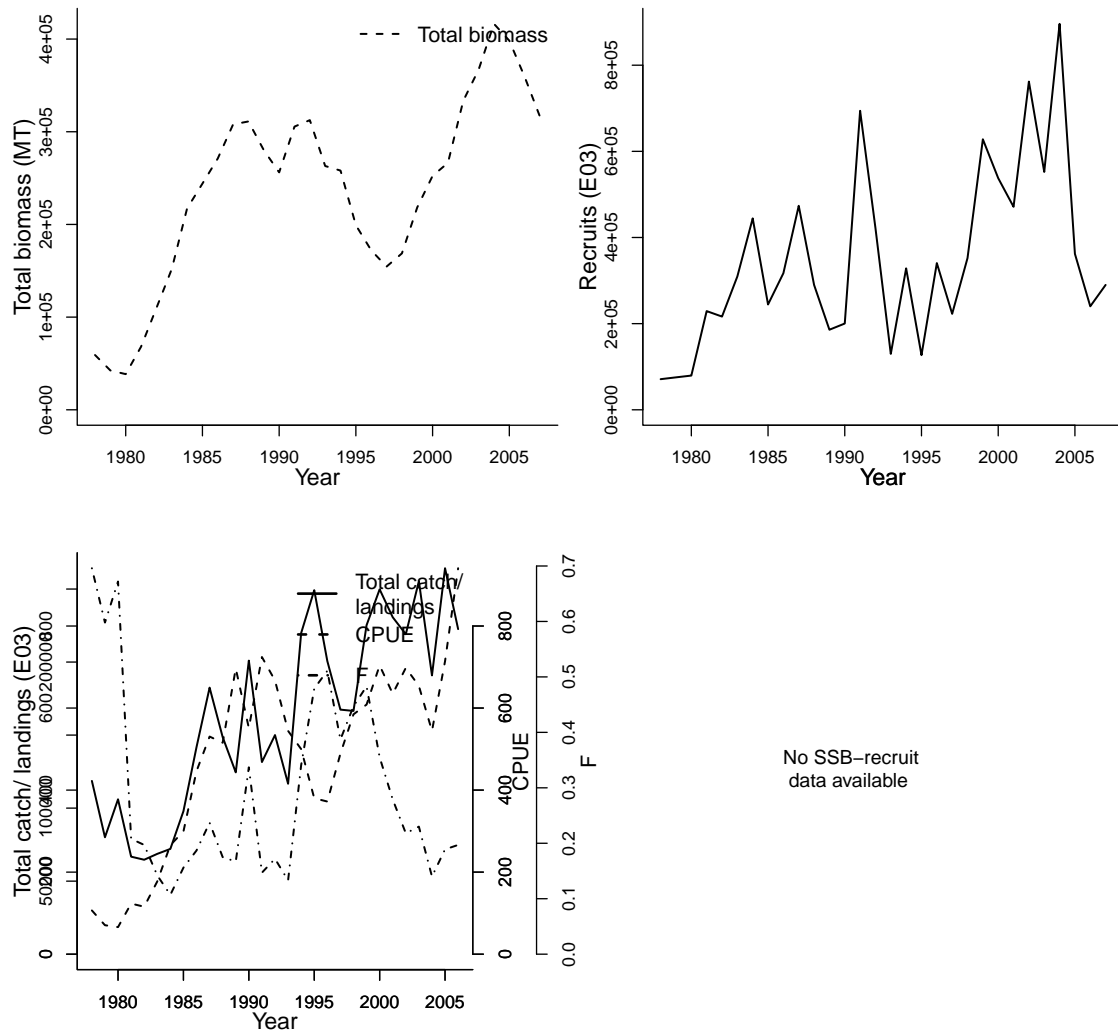 Total biomass
Total biomass (MT)
0e+00 1e+05 2e+05 3e+05 4e+05
1980 1985 1990 1995 2000 2005
Year
Recruits (E03)
0e+00 2e+05 4e+05 6e+05 8e+05
1980 1985 1990 1995 2000 2005
Year
Total catch/
landings
CPUE
F
Total catch/ landings (E03)
0 200 400 600 800
CPUE
0 200 400 600 800
F
0.0 0.1 0.2 0.3 0.4 0.5 0.6 0.7
1980 1985 1990 1995 2000 2005
Year
No SSB−recruit
data available